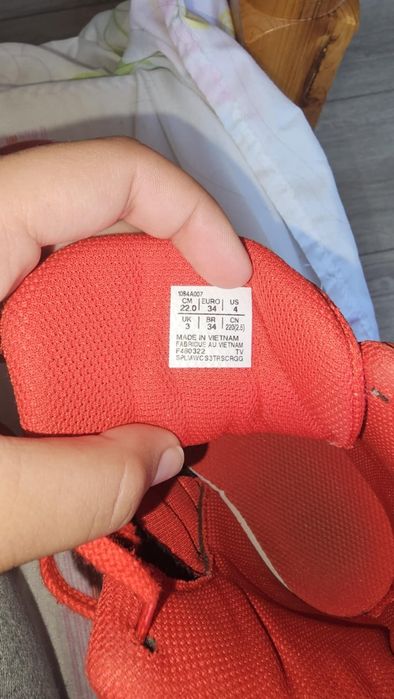 1084A007
CM EURO US
22.0 34 4
UK BR CN
3 34 220(2.5)
MADE IN VIETNAM
FABRIQUE AU VIETNAM
F480322 TV